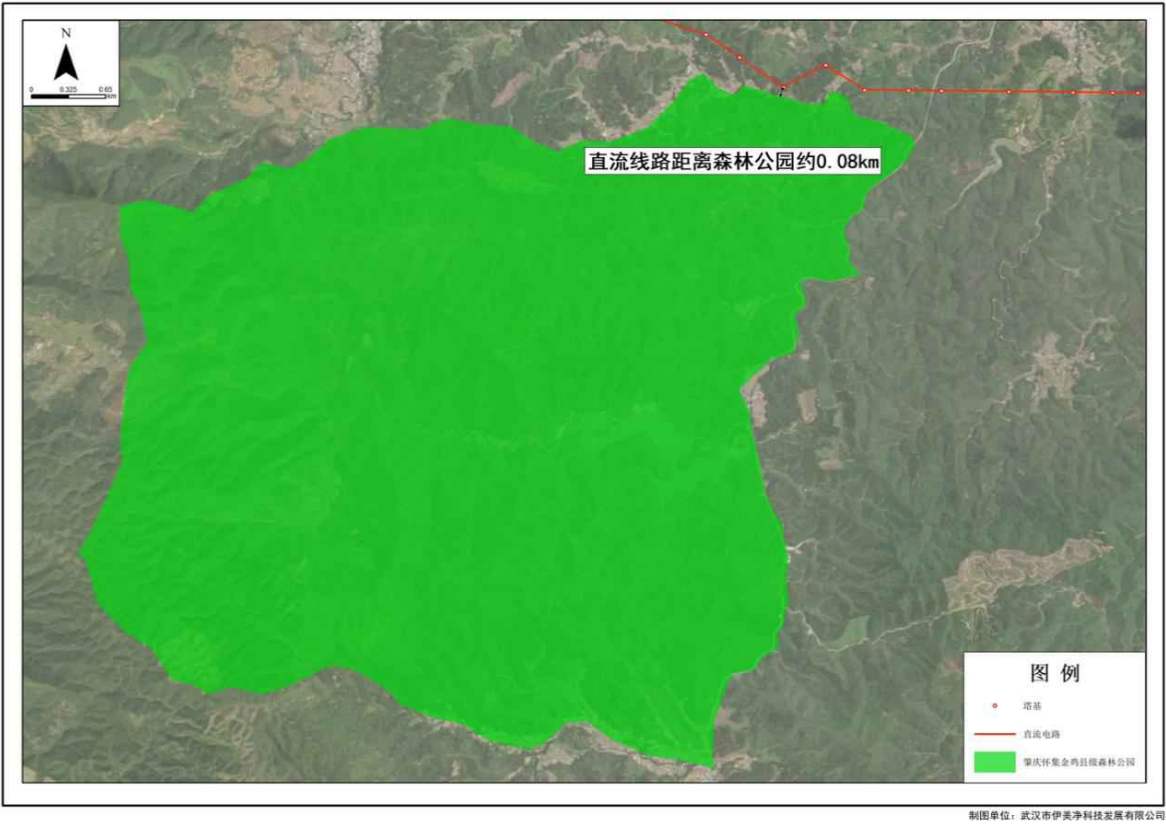 N
0 0.325 0.65
km
直流线路距离森林公园约0.08km
图 例
塔基
直流电路
肇庆怀集金鸡县级森林公园
制图单位：武汉市伊美净科技发展有限公司